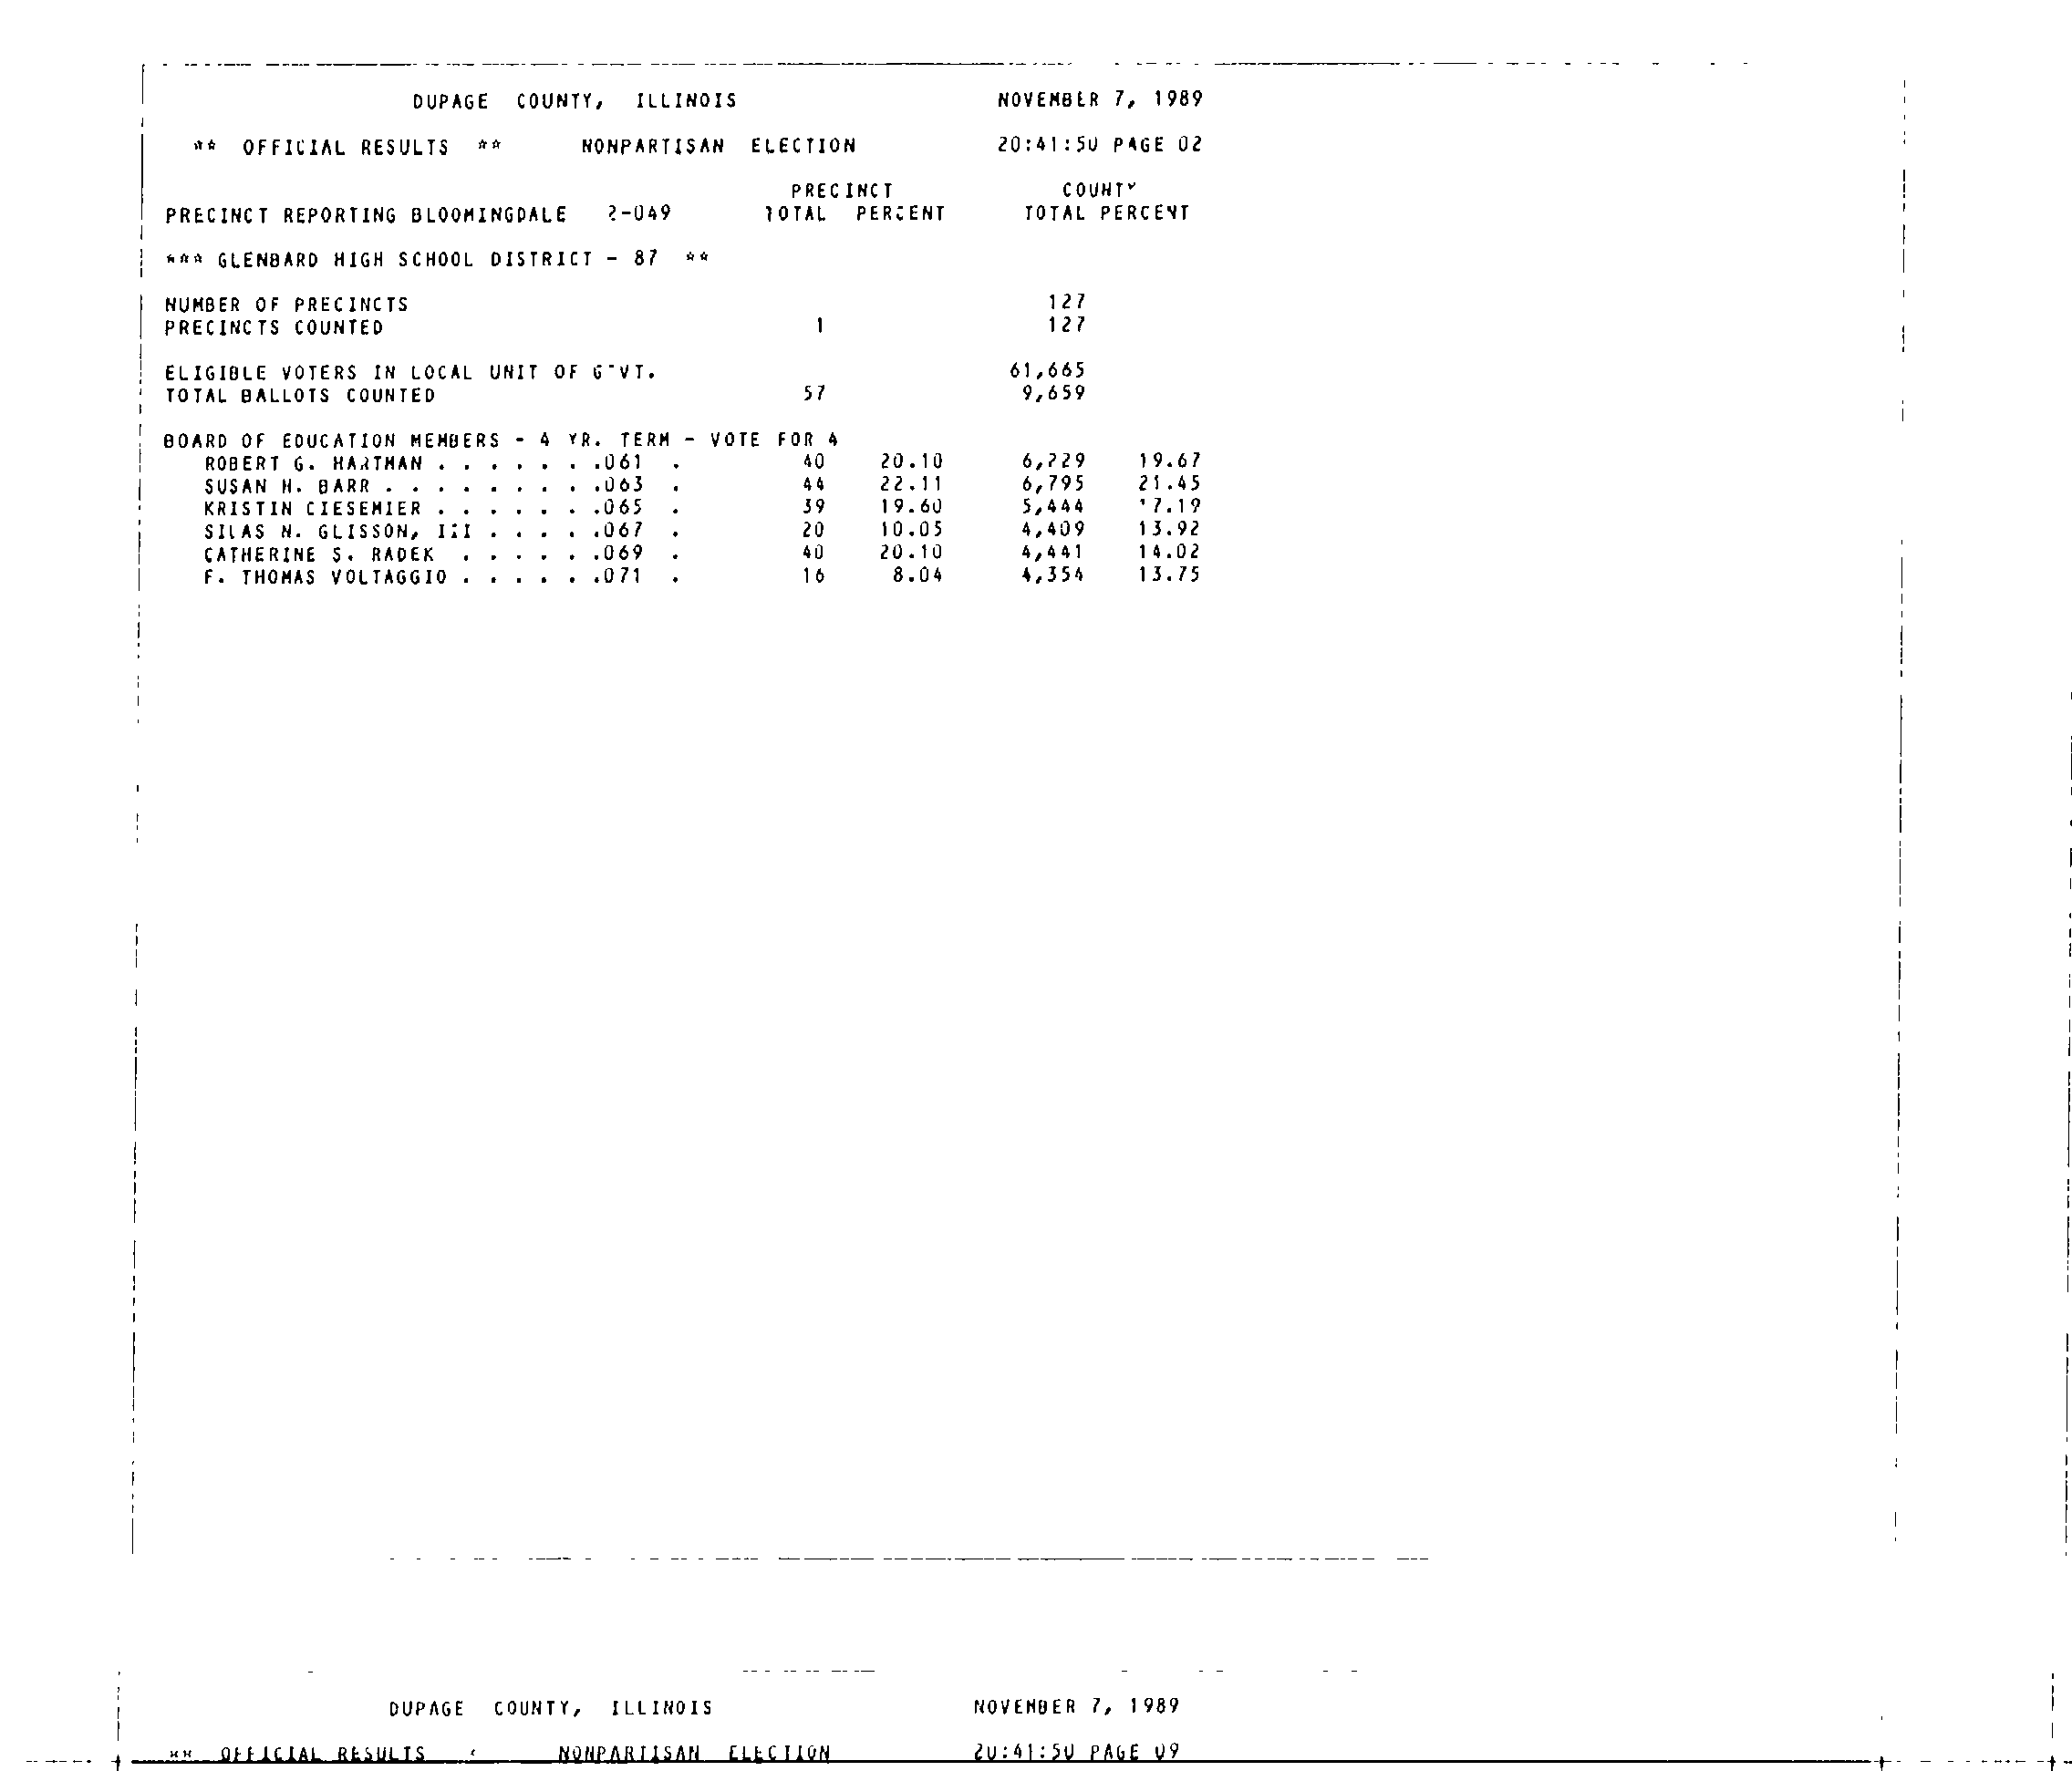 DUPAGE COUNTY, ILLINOIS NOVEMBER 7, 1989
** OFFICIAL RESULTS ** NONPARTISAN ELECTION 20:41:50 PAGE 02
PRECINCT COUNTY
PRECINCT REPORTING BLOOMINGDALE 2-049 TOTAL PERCENT TOTAL PERCENT
*** GLENBARD HIGH SCHOOL DISTRICT - 87 **
NUMBER OF PRECINCTS 127
PRECINCTS COUNTED 1 127
ELIGIBLE VOTERS IN LOCAL UNIT OF G'VT. 61,665
TOTAL BALLOTS COUNTED 57 9,659
BOARD OF EDUCATION MEMBERS - 4 YR. TERM - VOTE FOR 4
ROBERT G. HARTMAN . . . . . . .061 . 40 20.10 6,229 19.67
SUSAN H. BARR . . . . . . . . .063 . 44 22.11 6,795 21.45
KRISTIN CIESEMIER . . . . . . .065 . 39 19.60 5,444 17.19
SILAS N. GLISSON, III . . . . .067 . 20 10.05 4,409 13.92
CATHERINE S. RADEK . . . . . .069 . 40 20.10 4,441 14.02
F. THOMAS VOLTAGGIO . . . . . .071 . 16 8.04 4,354 13.75
DUPAGE COUNTY, ILLINOIS NOVEMBER 7, 1989
** OFFICIAL RESULTS NONPARTISAN ELECTION 20:41:50 PAGE 09